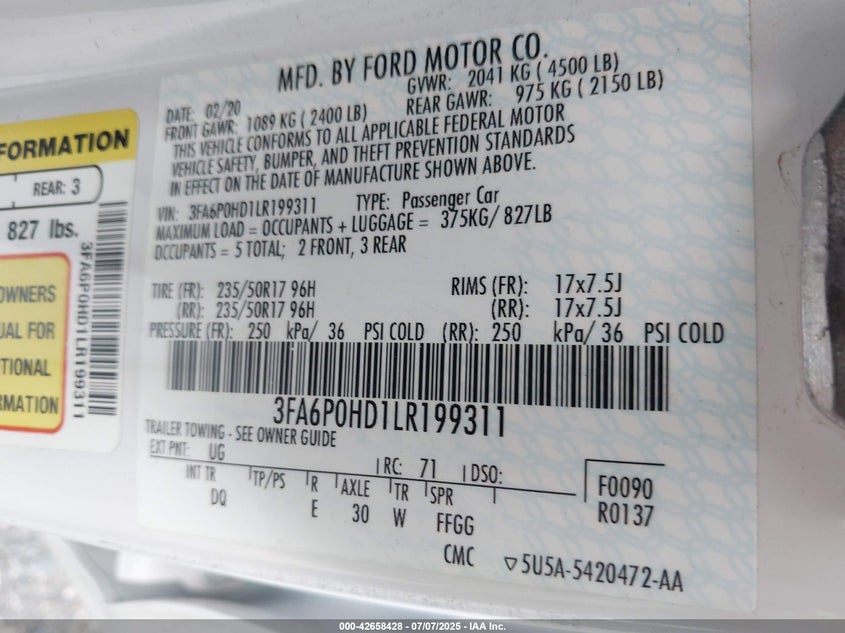 MFD. BY FORD MOTOR CO.
DATE: 02/20 GVWR: 2041 KG ( 4500 LB)
FRONT GAWR: 1089 KG ( 2400 LB) REAR GAWR: 975 KG ( 2150 LB)
THIS VEHICLE CONFORMS TO ALL APPLICABLE FEDERAL MOTOR
VEHICLE SAFETY, BUMPER, AND THEFT PREVENTION STANDARDS
IN EFFECT ON THE DATE OF MANUFACTURE SHOWN ABOVE.
VIN: 3FA6P0HD1LR199311 TYPE: Passenger Car
MAXIMUM LOAD = OCCUPANTS + LUGGAGE = 375KG/ 827LB
OCCUPANTS = 5 TOTAL; 2 FRONT, 3 REAR
TIRE (FR): 235/50R17 96H RIMS (FR): 17x7.5J
(RR): 235/50R17 96H (RR): 17x7.5J
PRESSURE (FR): 250 kPa/ 36 PSI COLD (RR): 250 kPa/ 36 PSI COLD
3FA6P0HD1LR199311
TRAILER TOWING - SEE OWNER GUIDE
EXT PNT: UG RC: 71 DSO:
INT TR TP/PS R AXLE TR SPR F0090
DQ E 30 W FFGG R0137
CMC ▽5U5A-5420472-AA
FORMATION
REAR: 3
827 lbs.
3FA6P0HD1LR199311
OWNERS
UAL FOR
TIONAL
RMATION
000-42658428 - 07/07/2025 - IAA Inc.